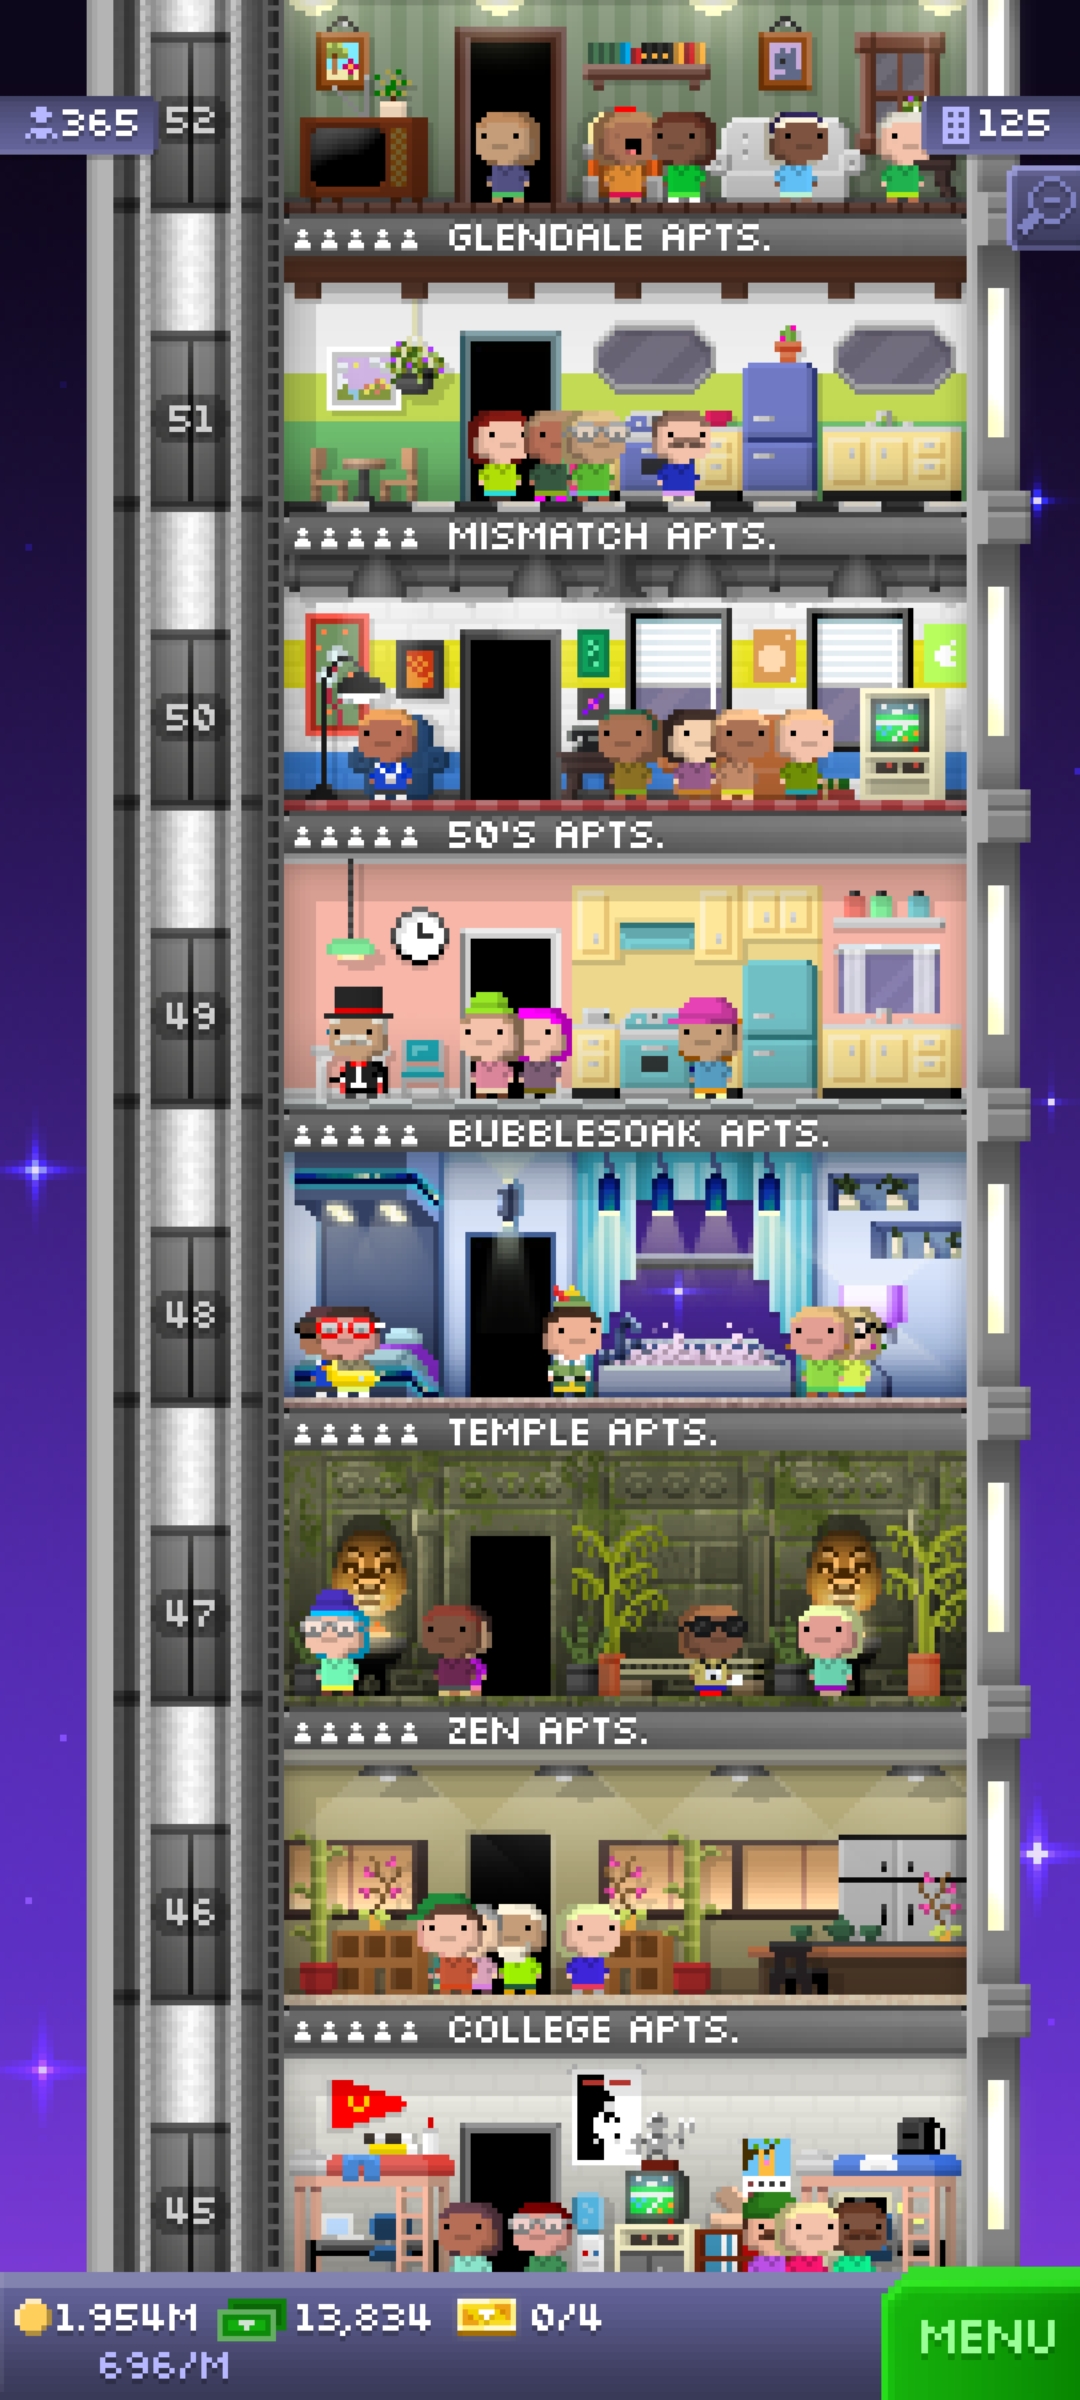 365
52
125
GLENDALE APTS.
51
MISMATCH APTS.
50
50'S APTS.
49
BUBBLESOAK APTS.
48
TEMPLE APTS.
47
ZEN APTS.
46
COLLEGE APTS.
45
1.954M 13,834 0/4
696/M
MENU